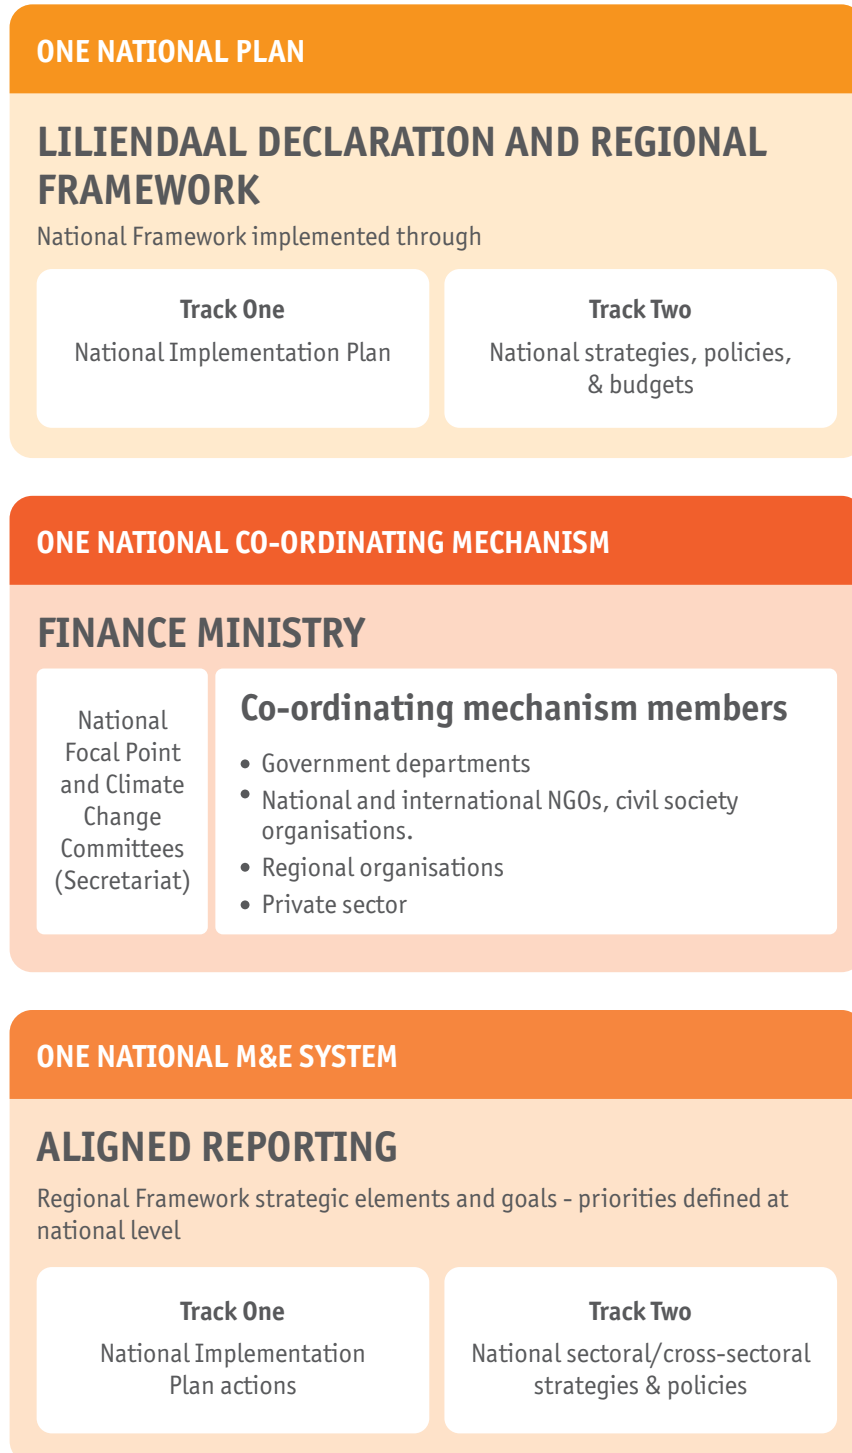 ONE NATIONAL PLAN
LILIENDAAL DECLARATION AND REGIONAL
FRAMEWORK
National Framework implemented through
Track One
National Implementation Plan
Track Two
National strategies, policies,
& budgets
ONE NATIONAL CO-ORDINATING MECHANISM
FINANCE MINISTRY
National
Focal Point
and Climate
Change
Committees
(Secretariat)
Co-ordinating mechanism members
• Government departments
• National and international NGOs, civil society
organisations.
• Regional organisations
• Private sector
ONE NATIONAL M&E SYSTEM
ALIGNED REPORTING
Regional Framework strategic elements and goals - priorities defined at
national level
Track One
National Implementation
Plan actions
Track Two
National sectoral/cross-sectoral
strategies & policies